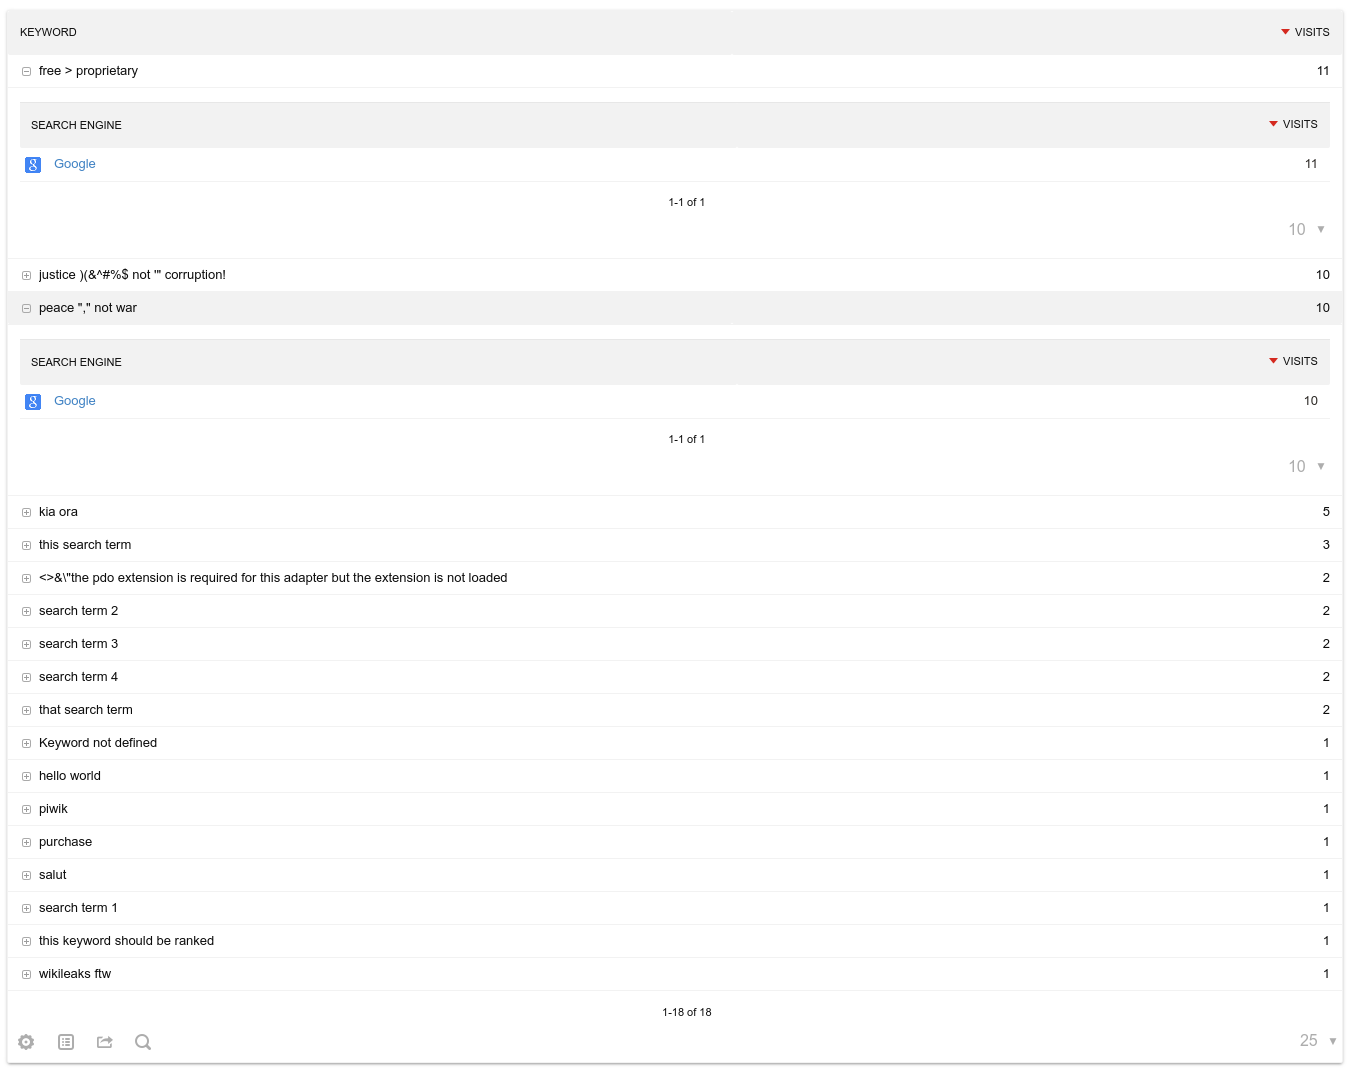 KEYWORD VISITS
free > proprietary 11
SEARCH ENGINE VISITS
Google 11
1-1 of 1
10
justice )(&^#%$ not '" corruption! 10
peace "," not war 10
SEARCH ENGINE VISITS
Google 10
1-1 of 1
10
kia ora 5
this search term 3
<>&\"the pdo extension is required for this adapter but the extension is not loaded 2
search term 2 2
search term 3 2
search term 4 2
that search term 2
Keyword not defined 1
hello world 1
piwik 1
purchase 1
salut 1
search term 1 1
this keyword should be ranked 1
wikileaks ftw 1
1-18 of 18
25